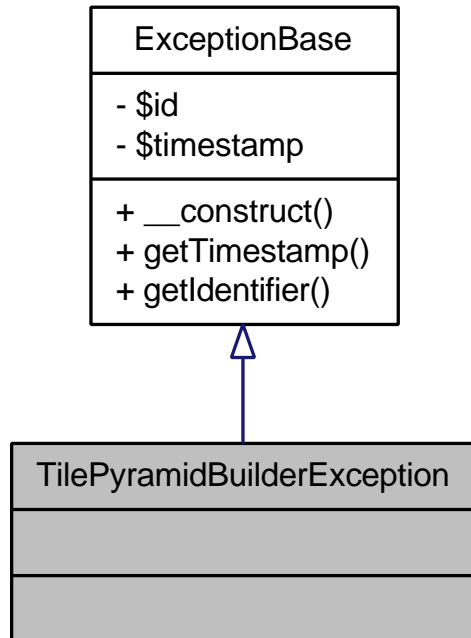 ExceptionBase
- $id
- $timestamp
+ __construct()
+ getTimestamp()
+ getIdentifier()
TilePyramidBuilderException